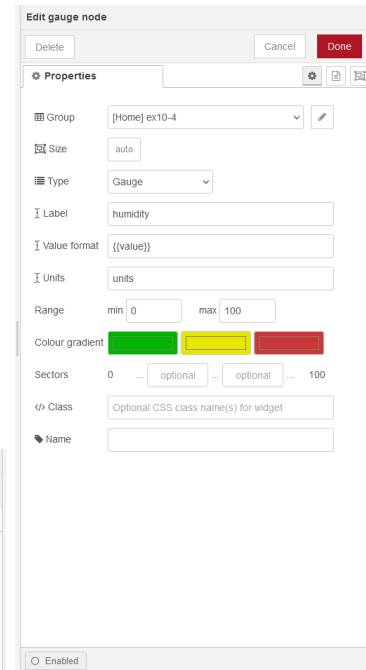 Edit gauge node
Delete Cancel Done
Properties
Group [Home] ex10-4
Size auto
Type Gauge
Label humidity
Value format {{value}}
Units units
Range min 0 max 100
Colour gradient
Sectors 0 ... optional ... optional ... 100
</> Class Optional CSS class name(s) for widget
Name
Enabled